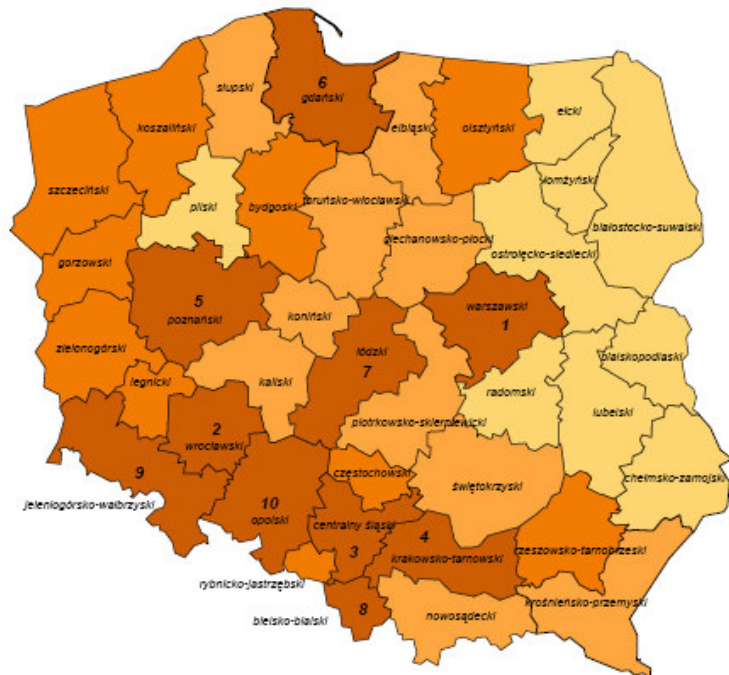 6
gdański
słupski
koszaliński
elbląski
olsztyński
ełcki
szczeciński
pilski
bydgoski
toruńsko-włocławski
łomżyński
białostocko-suwalski
ciechanowsko-płocki
ostrołęcko-siedlecki
gorzowski
5
poznański
koniński
warszawski
1
zielonogórski
łódzki
7
bialskopodlaski
legnicki
kaliski
radomski
lubelski
2
wrocławski
piotrkowsko-skierniewicki
9
częstochowski
świętokrzyski
chełmsko-zamojski
jeleniogórsko-wałbrzyski
10
opolski
centralny śląski
3
4
krakowsko-tarnowski
rzeszowsko-tarnobrzeski
rybnicko-jastrzębski
8
bielsko-bialski
nowosądecki
krośnieńsko-przemyski